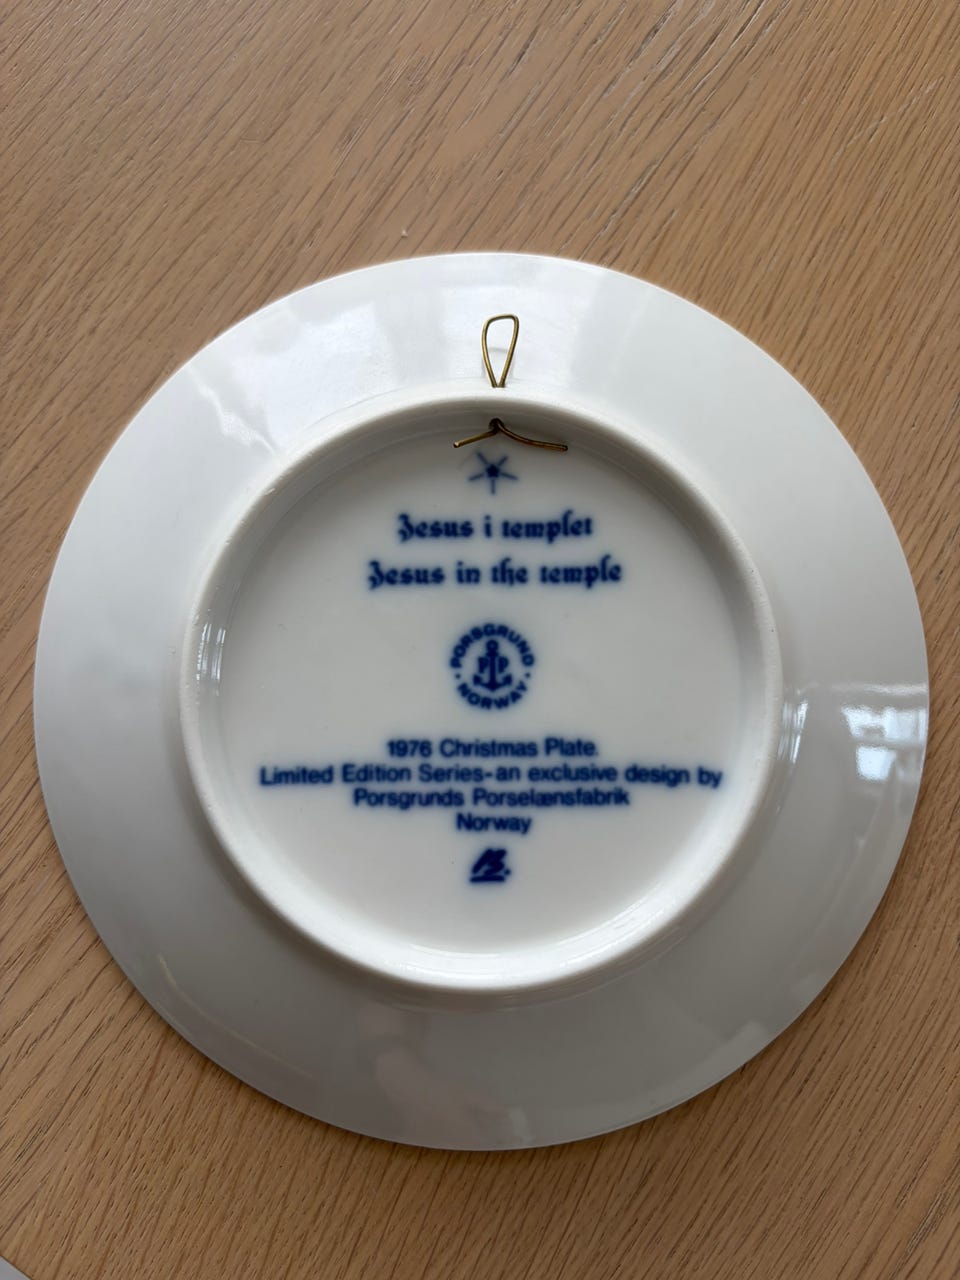 Jesus i templet
Jesus in the temple
PORSGRUND
PP
NORWAY
1976 Christmas Plate.
Limited Edition Series-an exclusive design by
Porsgrunds Porselænsfabrik
Norway